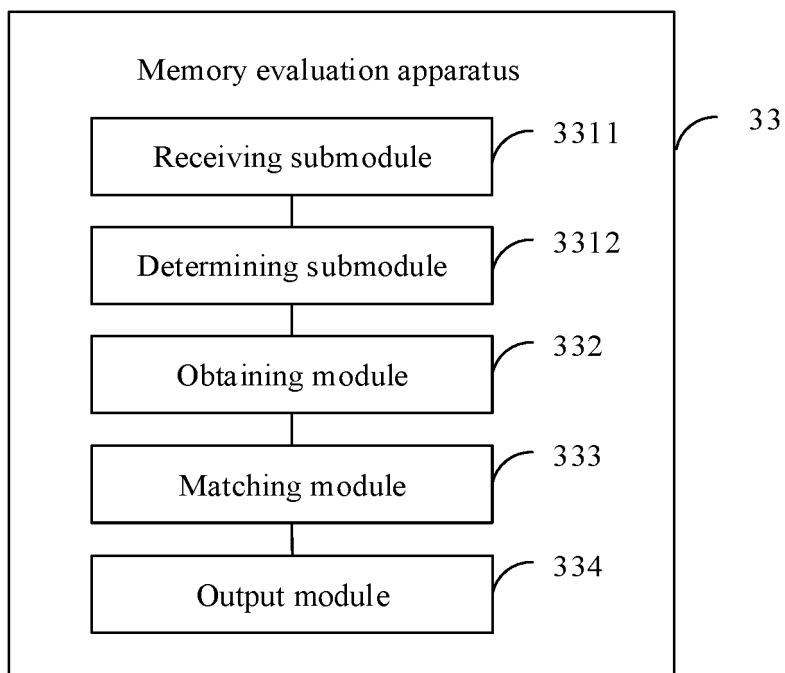 Memory evaluation apparatus
33
Receiving submodule
3311
Determining submodule
3312
Obtaining module
332
Matching module
333
Output module
334